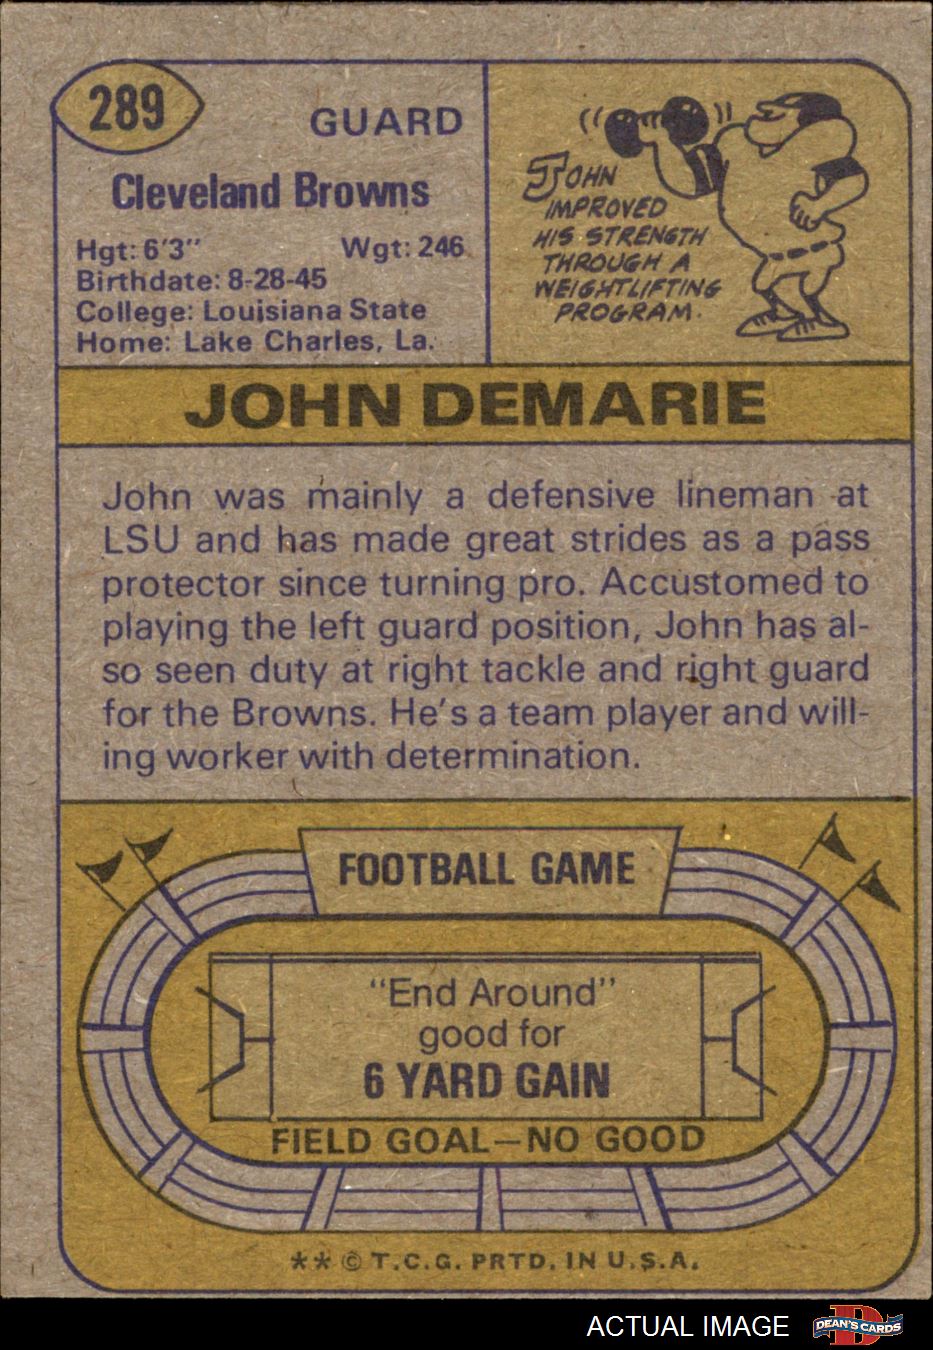 289
GUARD
Cleveland Browns
Hgt: 6'3" Wgt: 246
Birthdate: 8-28-45
College: Louisiana State
Home: Lake Charles, La.
JOHN
IMPROVED
HIS STRENGTH
THROUGH A
WEIGHTLIFTING
PROGRAM.
JOHN DEMARIE
John was mainly a defensive lineman at
LSU and has made great strides as a pass
protector since turning pro. Accustomed to
playing the left guard position, John has al-
so seen duty at right tackle and right guard
for the Browns. He's a team player and will-
ing worker with determination.
FOOTBALL GAME
"End Around"
good for
6 YARD GAIN
FIELD GOAL—NO GOOD
** © T.C.G. PRTD. IN U.S.A.
ACTUAL IMAGE
DEAN'S CARDS